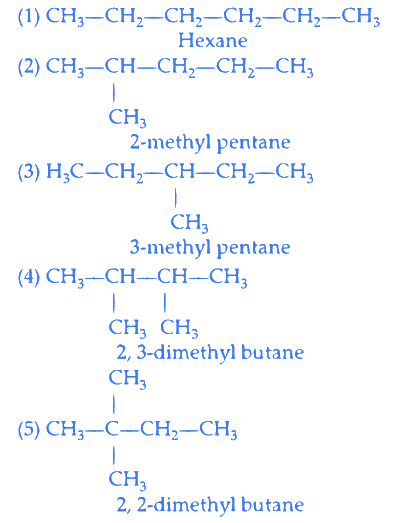 (1) CH₃—CH₂—CH₂—CH₂—CH₂—CH₃
Hexane
(2) CH₃—CH—CH₂—CH₂—CH₃
|
CH₃
2-methyl pentane
(3) H₃C—CH₂—CH—CH₂—CH₃
|
CH₃
3-methyl pentane
(4) CH₃—CH—CH—CH₃
| |
CH₃ CH₃
2, 3-dimethyl butane
CH₃
|
(5) CH₃—C—CH₂—CH₃
|
CH₃
2, 2-dimethyl butane